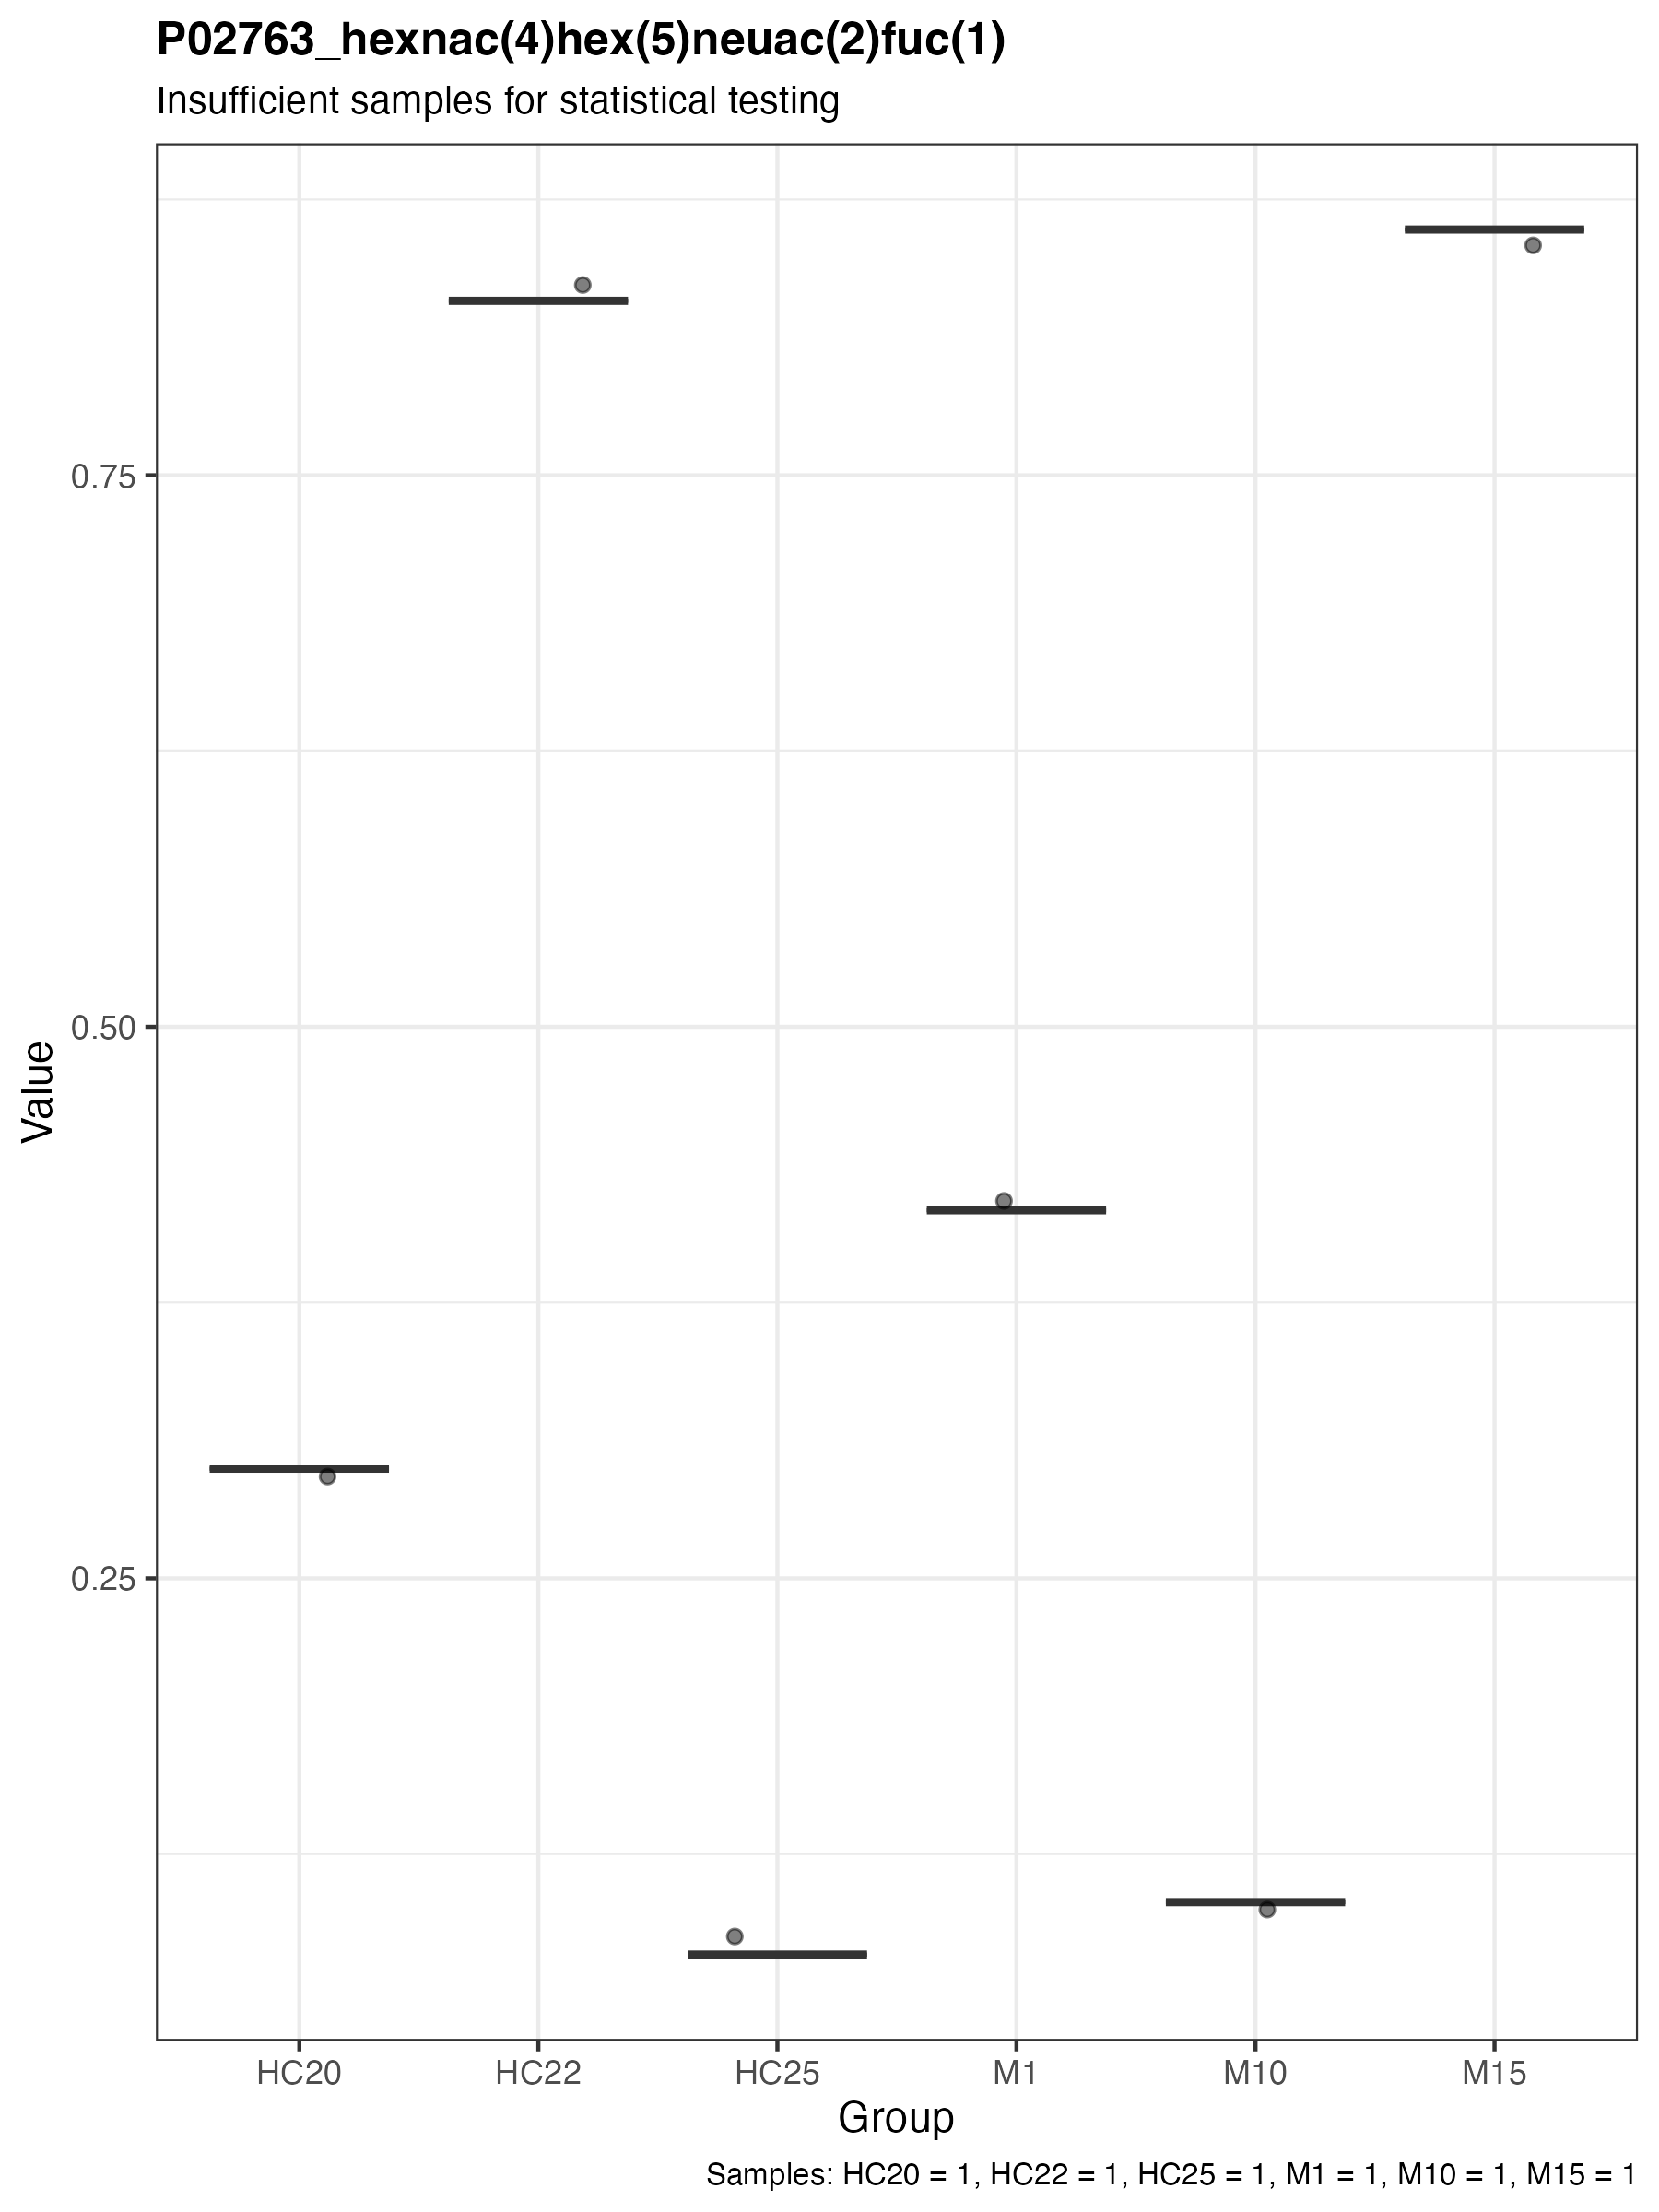 P02763_hexnac(4)hex(5)neuac(2)fuc(1)
Insufficient samples for statistical testing
0.75
0.50
0.25
Value
HC20 HC22 HC25 M1 M10 M15
Group
Samples: HC20 = 1, HC22 = 1, HC25 = 1, M1 = 1, M10 = 1, M15 = 1